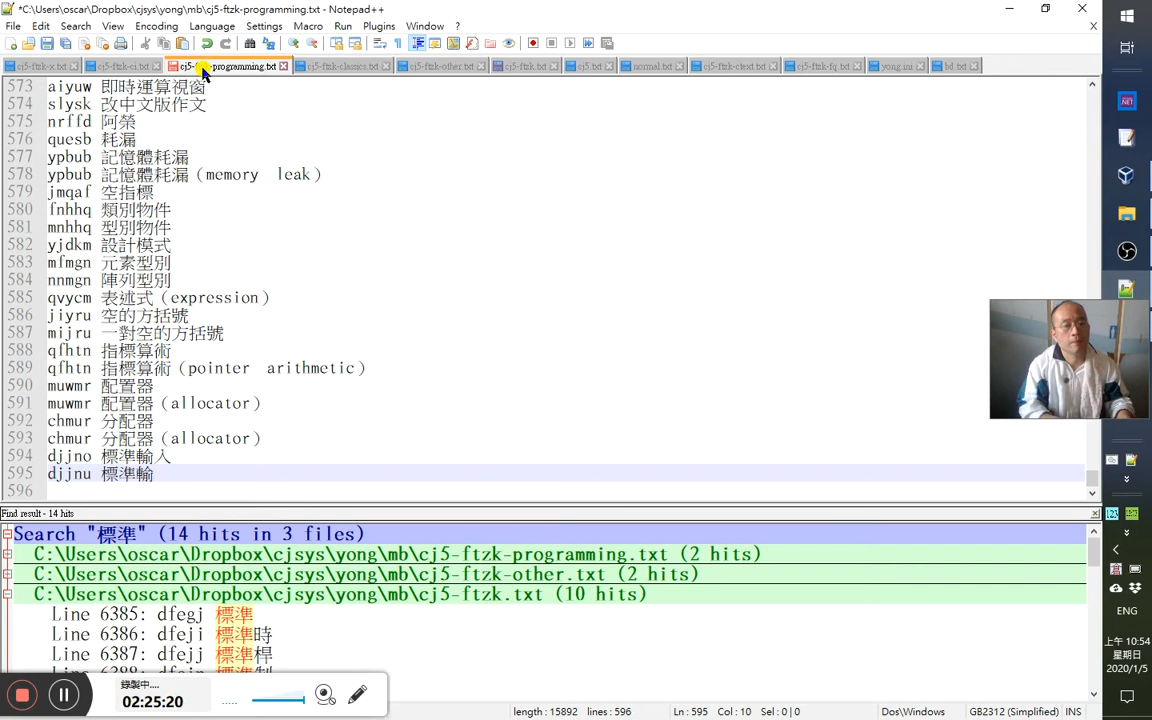 *C:\Users\oscar\Dropbox\cjsys\yong\mb\cj5-ftzk-programming.txt - Notepad++
File Edit Search View Encoding Language Settings Macro Run Plugins Window ?
cj5-ftzk-x.txt cj5-ftzk-ci.txt cj5-ftzk-programming.txt cj5-ftzk-classics.txt cj5-ftzk-other.txt cj5-ftzk.txt cj5.txt normal.txt cj5-ftzk-ctext.txt cj5-ftzk-fq.txt yong.ini bd.txt
573 aiyuw 即時運算視窗
574 slysk 改中文版作文
575 nrffd 阿榮
576 quesb 耗漏
577 ypbub 記憶體耗漏
578 ypbub 記憶體耗漏（memory leak）
579 jmqaf 空指標
580 fnhhq 類別物件
581 mnhhq 型別物件
582 yjdkm 設計模式
583 mfmgn 元素型別
584 nnmgn 陣列型別
585 qvycm 表述式（expression）
586 jiyru 空的方括號
587 mijru 一對空的方括號
588 qfhtn 指標算術
589 qfhtn 指標算術（pointer arithmetic）
590 muwmr 配置器
591 muwmr 配置器（allocator）
592 chmur 分配器
593 chmur 分配器（allocator）
594 djjno 標準輸入
595 djjnu 標準輸
596
Find result - 14 hits
Search "標準" (14 hits in 3 files)
C:\Users\oscar\Dropbox\cjsys\yong\mb\cj5-ftzk-programming.txt (2 hits)
C:\Users\oscar\Dropbox\cjsys\yong\mb\cj5-ftzk-other.txt (2 hits)
C:\Users\oscar\Dropbox\cjsys\yong\mb\cj5-ftzk.txt (10 hits)
Line 6385: dfegj 標準
Line 6386: dfeji 標準時
Line 6387: dfejj 標準桿
錄製中....
02:25:20
length : 15892 lines : 596 Ln : 595 Col : 10 Sel : 0 | 0 Dos\Windows GB2312 (Simplified) INS
.NET
123
ENG
上午 10:54
星期日
2020/1/5